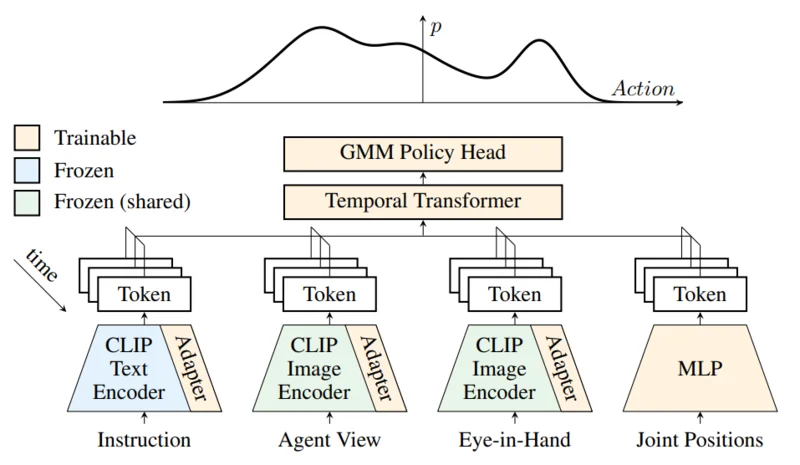 p
Action
Trainable
Frozen
Frozen (shared)
GMM Policy Head
Temporal Transformer
time
Token
Token
Token
Token
CLIP
Text
Encoder
Adapter
CLIP
Image
Encoder
Adapter
CLIP
Image
Encoder
Adapter
MLP
Instruction
Agent View
Eye-in-Hand
Joint Positions